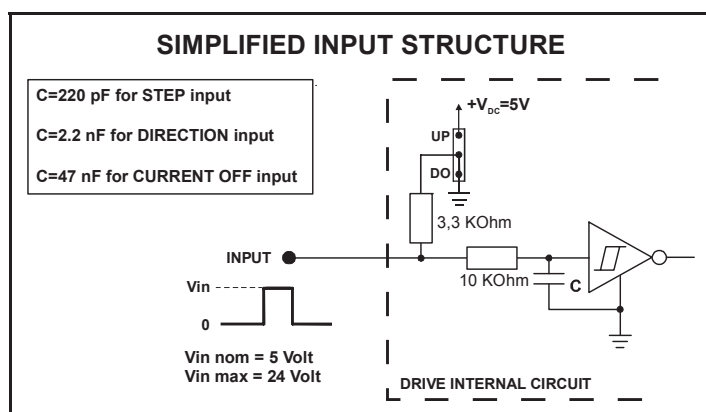 SIMPLIFIED INPUT STRUCTURE
C=220 pF for STEP input
C=2.2 nF for DIRECTION input
C=47 nF for CURRENT OFF input
+VDC=5V
UP
DO
3,3 KOhm
INPUT
10 KOhm
C
Vin
0
Vin nom = 5 Volt
Vin max = 24 Volt
DRIVE INTERNAL CIRCUIT